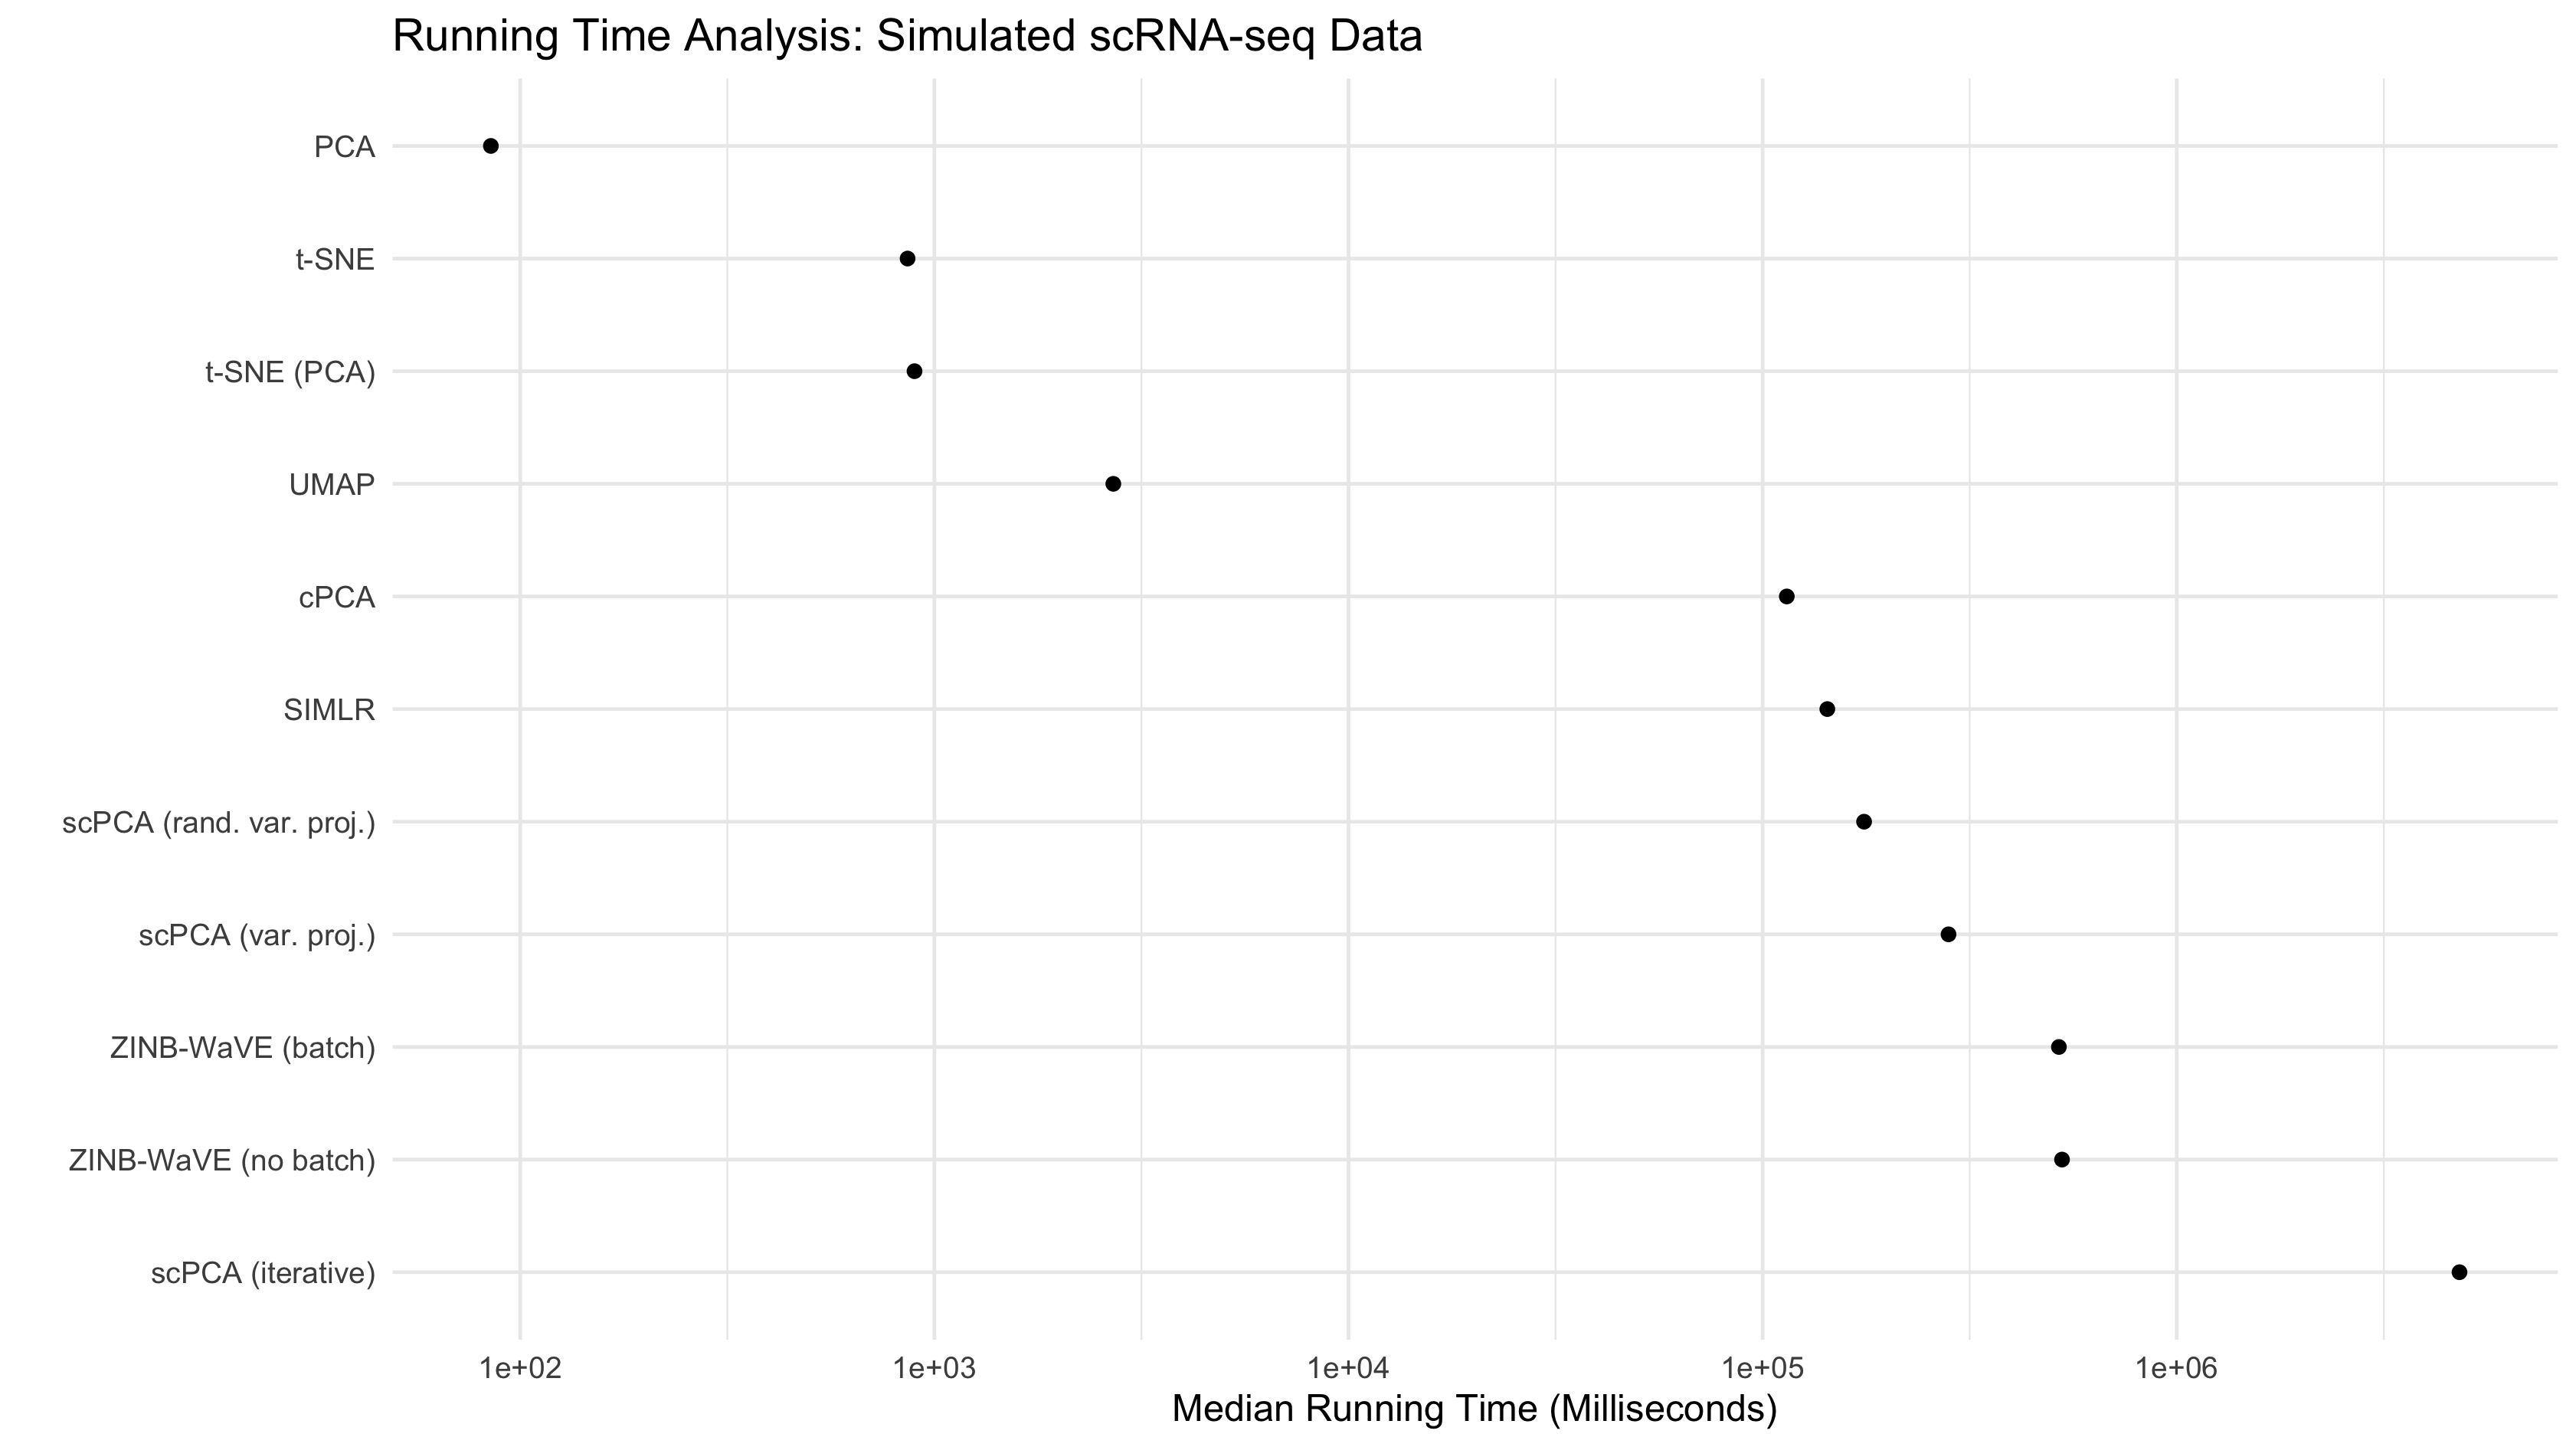 Running Time Analysis: Simulated scRNA-seq Data
PCA
t-SNE
t-SNE (PCA)
UMAP
cPCA
SIMLR
scPCA (rand. var. proj.)
scPCA (var. proj.)
ZINB-WaVE (batch)
ZINB-WaVE (no batch)
scPCA (iterative)
1e+02 1e+03 1e+04 1e+05 1e+06
Median Running Time (Milliseconds)